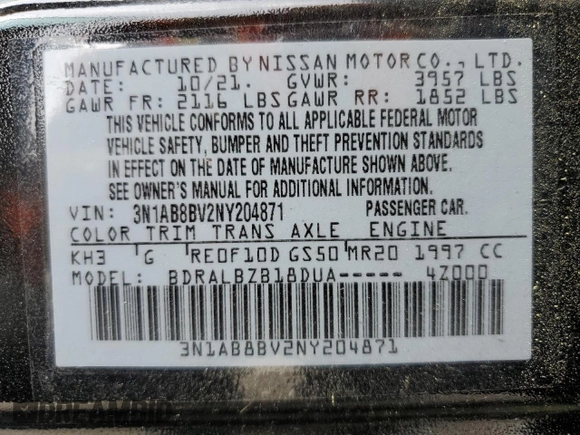 MANUFACTURED BY NISSAN MOTOR CO., LTD.
DATE: 10/21. GVWR: 3957 LBS
GAWR FR: 2116 LBS GAWR RR: 1852 LBS
THIS VEHICLE CONFORMS TO ALL APPLICABLE FEDERAL MOTOR
VEHICLE SAFETY, BUMPER AND THEFT PREVENTION STANDARDS
IN EFFECT ON THE DATE OF MANUFACTURE SHOWN ABOVE.
SEE OWNER'S MANUAL FOR ADDITIONAL INFORMATION.
VIN: 3N1AB8BV2NY204871 PASSENGER CAR.
COLOR TRIM TRANS AXLE ENGINE
KH3 G RE0F10D GS50 MR20 1997 CC
MODEL: BDRALBZB18DUA----- 4Z000
3N1AB8BV2NY204871